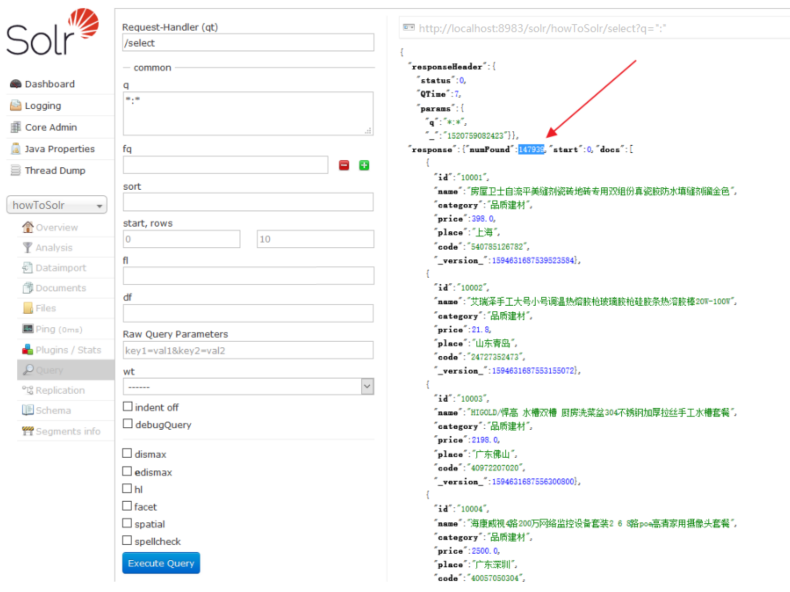 Solr
Dashboard
Logging
Core Admin
Java Properties
Thread Dump
howToSolr
Overview
Analysis
Dataimport
Documents
Files
Ping (0ms)
Plugins / Stats
Query
Replication
Schema
Segments info
Request-Handler (qt)
/select
common
q
*:*
fq
sort
start, rows
0
10
fl
df
Raw Query Parameters
key1=val1&key2=val2
wt
------
indent off
debugQuery
dismax
edismax
hl
facet
spatial
spellcheck
Execute Query
http://localhost:8983/solr/howToSolr/select?q=*:*
{
"responseHeader":{
"status":0,
"QTime":7,
"params":{
"q":"*:*",
"_":"1520759082423"}},
"response":{"numFound":147939,"start":0,"docs":[
{
"id":"10001",
"name":"房屋卫士自流平美缝剂瓷砖地砖专用双组份真瓷胶防水填缝剂镏金色",
"category":"品质建材",
"price":398.0,
"place":"上海",
"code":"540785126782",
"_version_":1594631687539523584},
{
"id":"10002",
"name":"艾瑞泽手工大号小号调温热熔胶枪玻璃胶枪硅胶条热溶胶棒20W-100W",
"category":"品质建材",
"price":21.8,
"place":"山东青岛",
"code":"24727352473",
"_version_":1594631687553155072},
{
"id":"10003",
"name":"HIGOLD/悍高 水槽双槽 厨房洗菜盆304不锈钢加厚拉丝手工水槽套餐",
"category":"品质建材",
"price":2198.0,
"place":"广东佛山",
"code":"40972207020",
"_version_":1594631687556300800},
{
"id":"10004",
"name":"海康威视4路200万网络监控设备套装2 6 8路poe高清家用摄像头套餐",
"category":"品质建材",
"price":2500.0,
"place":"广东深圳",
"code":"40057050304",